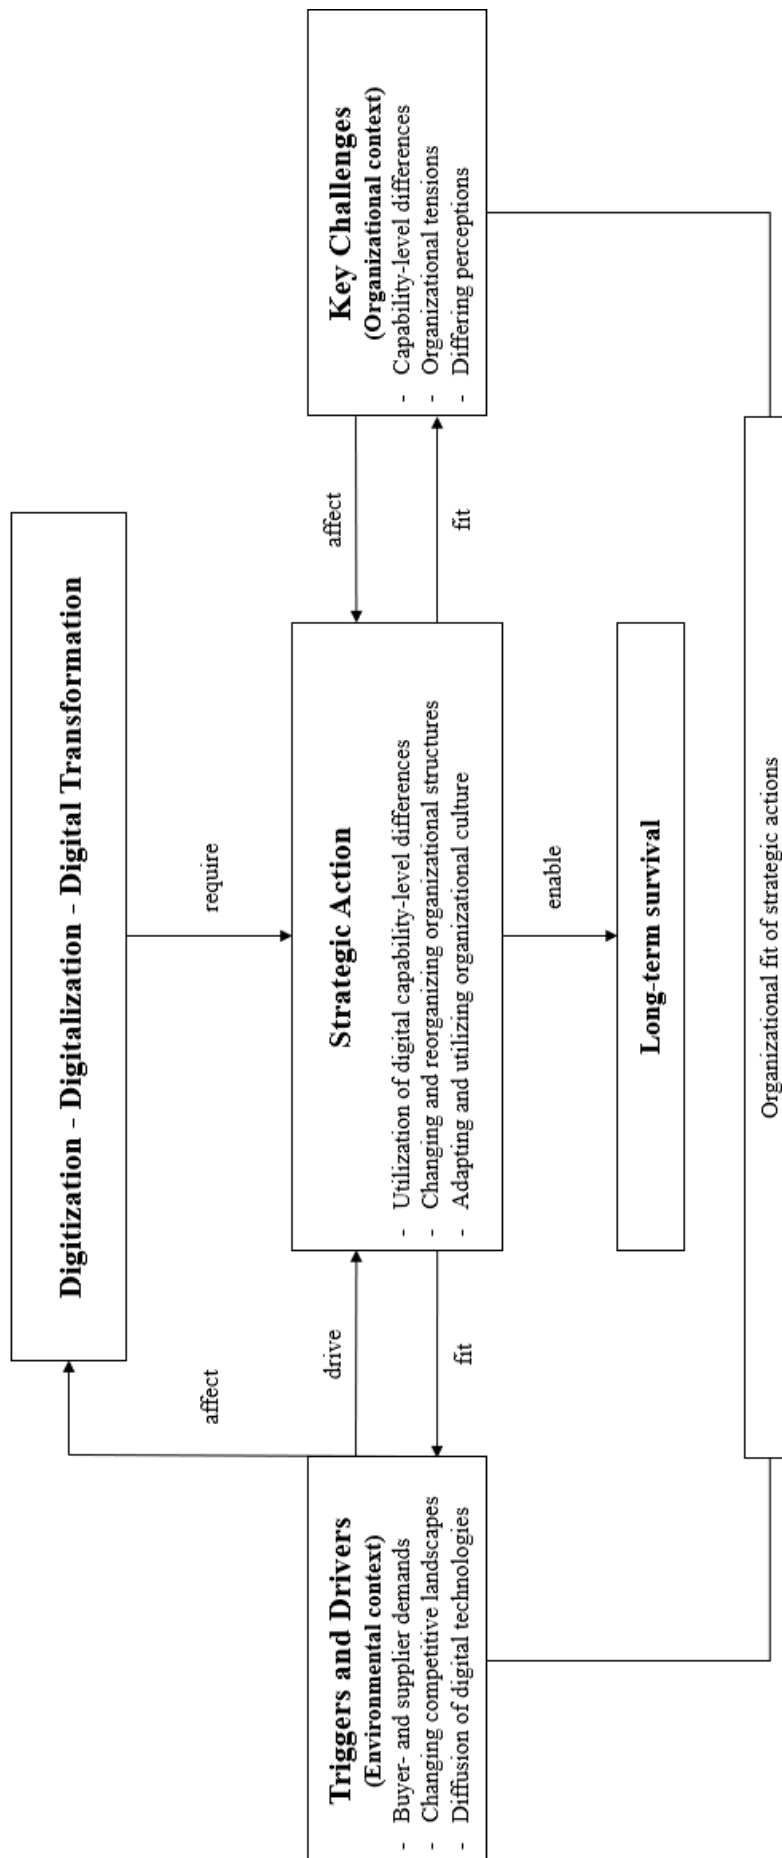 Digitization - Digitalization - Digital Transformation
affect
require
Triggers and Drivers
(Environmental context)
- Buyer- and supplier demands
- Changing competitive landscapes
- Diffusion of digital technologies
drive
fit
Strategic Action
- Utilization of digital capability-level differences
- Changing and reorganizing organizational structures
- Adapting and utilizing organizational culture
affect
fit
Key Challenges
(Organizational context)
- Capability-level differences
- Organizational tensions
- Differing perceptions
enable
Long-term survival
Organizational fit of strategic actions